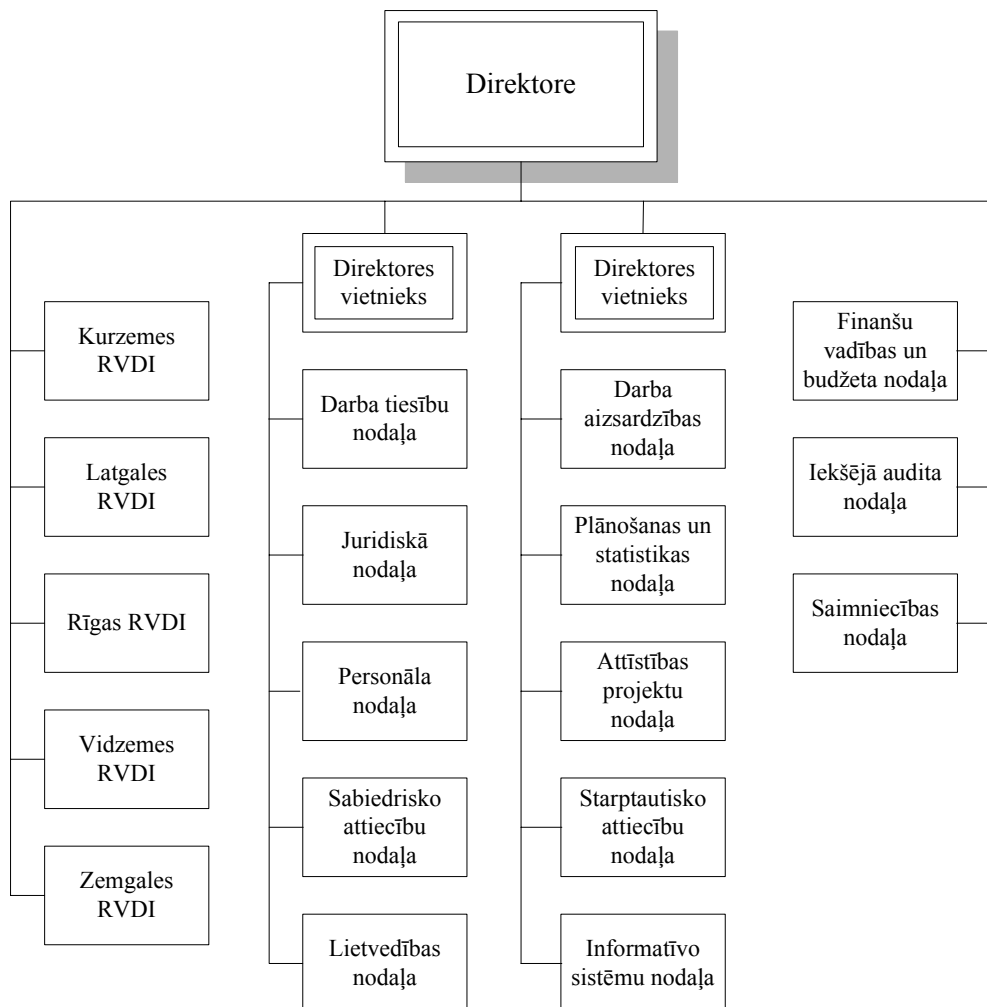 Direktore
Kurzemes
RVDI
Latgales
RVDI
Rīgas RVDI
Vidzemes
RVDI
Zemgales
RVDI
Direktores
vietnieks
Darba tiesību
nodaļa
Juridiskā
nodaļa
Personāla
nodaļa
Sabiedrisko
attiecību
nodaļa
Lietvedības
nodaļa
Direktores
vietnieks
Darba
aizsardzības
nodaļa
Plānošanas un
statistikas
nodaļa
Attīstības
projektu
nodaļa
Starptautisko
attiecību
nodaļa
Informatīvo
sistēmu nodaļa
Finanšu
vadības un
budžeta nodaļa
Iekšējā audita
nodaļa
Saimniecības
nodaļa